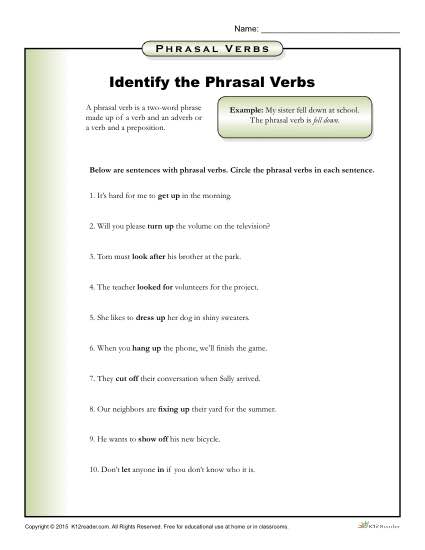 Name:
PHRASAL VERBS
Identify the Phrasal Verbs
A phrasal verb is a two-word phrase
made up of a verb and an adverb or
a verb and a preposition.
Example: My sister fell down at school.
The phrasal verb is fell down.
Below are sentences with phrasal verbs. Circle the phrasal verbs in each sentence.
1. It's hard for me to get up in the morning.
2. Will you please turn up the volume on the television?
3. Tom must look after his brother at the park.
4. The teacher looked for volunteers for the project.
5. She likes to dress up her dog in shiny sweaters.
6. When you hang up the phone, we'll finish the game.
7. They cut off their conversation when Sally arrived.
8. Our neighbors are fixing up their yard for the summer.
9. He wants to show off his new bicycle.
10. Don't let anyone in if you don't know who it is.
Copyright © 2015 K12reader.com. All Rights Reserved. Free for educational use at home or in classrooms.
K12Reader